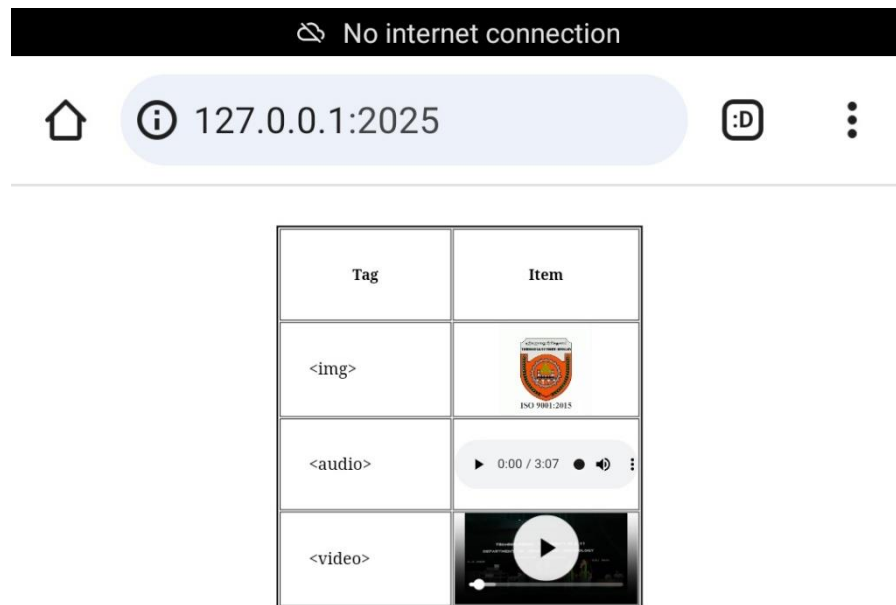 No internet connection
127.0.0.1:2025
:D
Tag
Item
<img>
ISO 9001:2015
<audio>
0:00 / 3:07
<video>